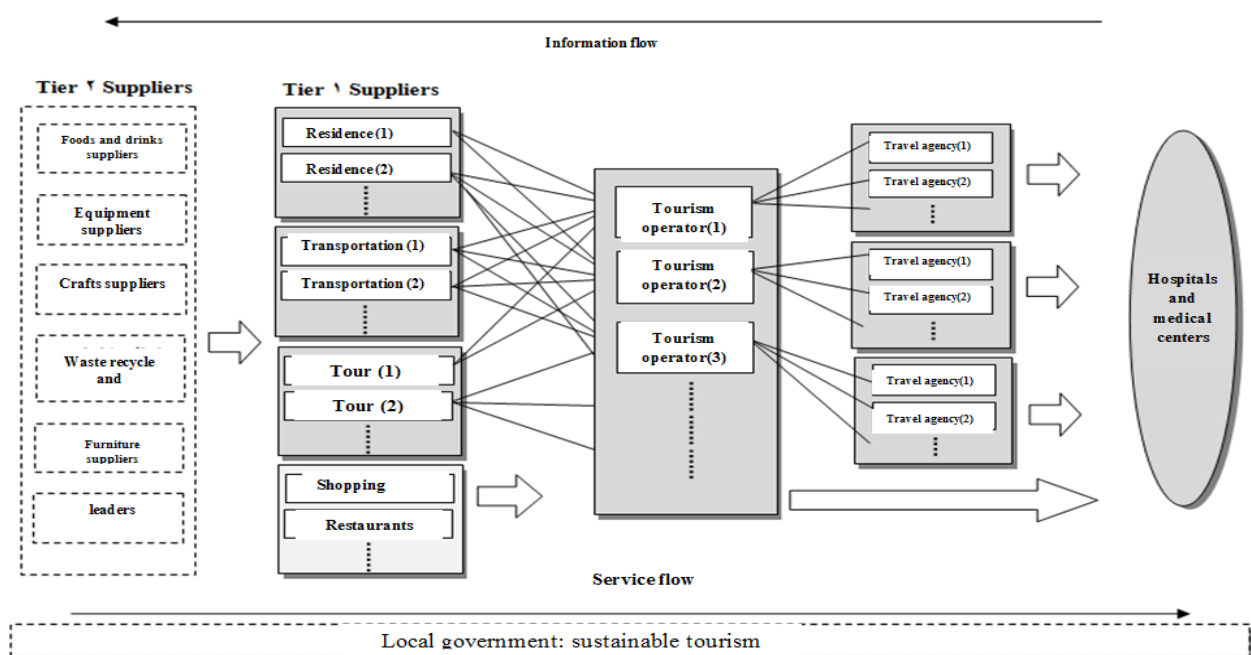 Information flow
Tier ٢ Suppliers
Foods and drinks
suppliers
Equipment
suppliers
Crafts suppliers
Waste recycle
and
Furniture
suppliers
leaders
Tier ١ Suppliers
Residence(1)
Residence(2)
Transportation (1)
Transportation (2)
Tour (1)
Tour (2)
Shopping
Restaurants
Tourism
operator(1)
Tourism
operator(2)
Tourism
operator(3)
Travel agency(1)
Travel agency(2)
Travel agency(1)
Travel agency(2)
Travel agency(1)
Travel agency(2)
Hospitals
and
medical
centers
Service flow
Local government: sustainable tourism